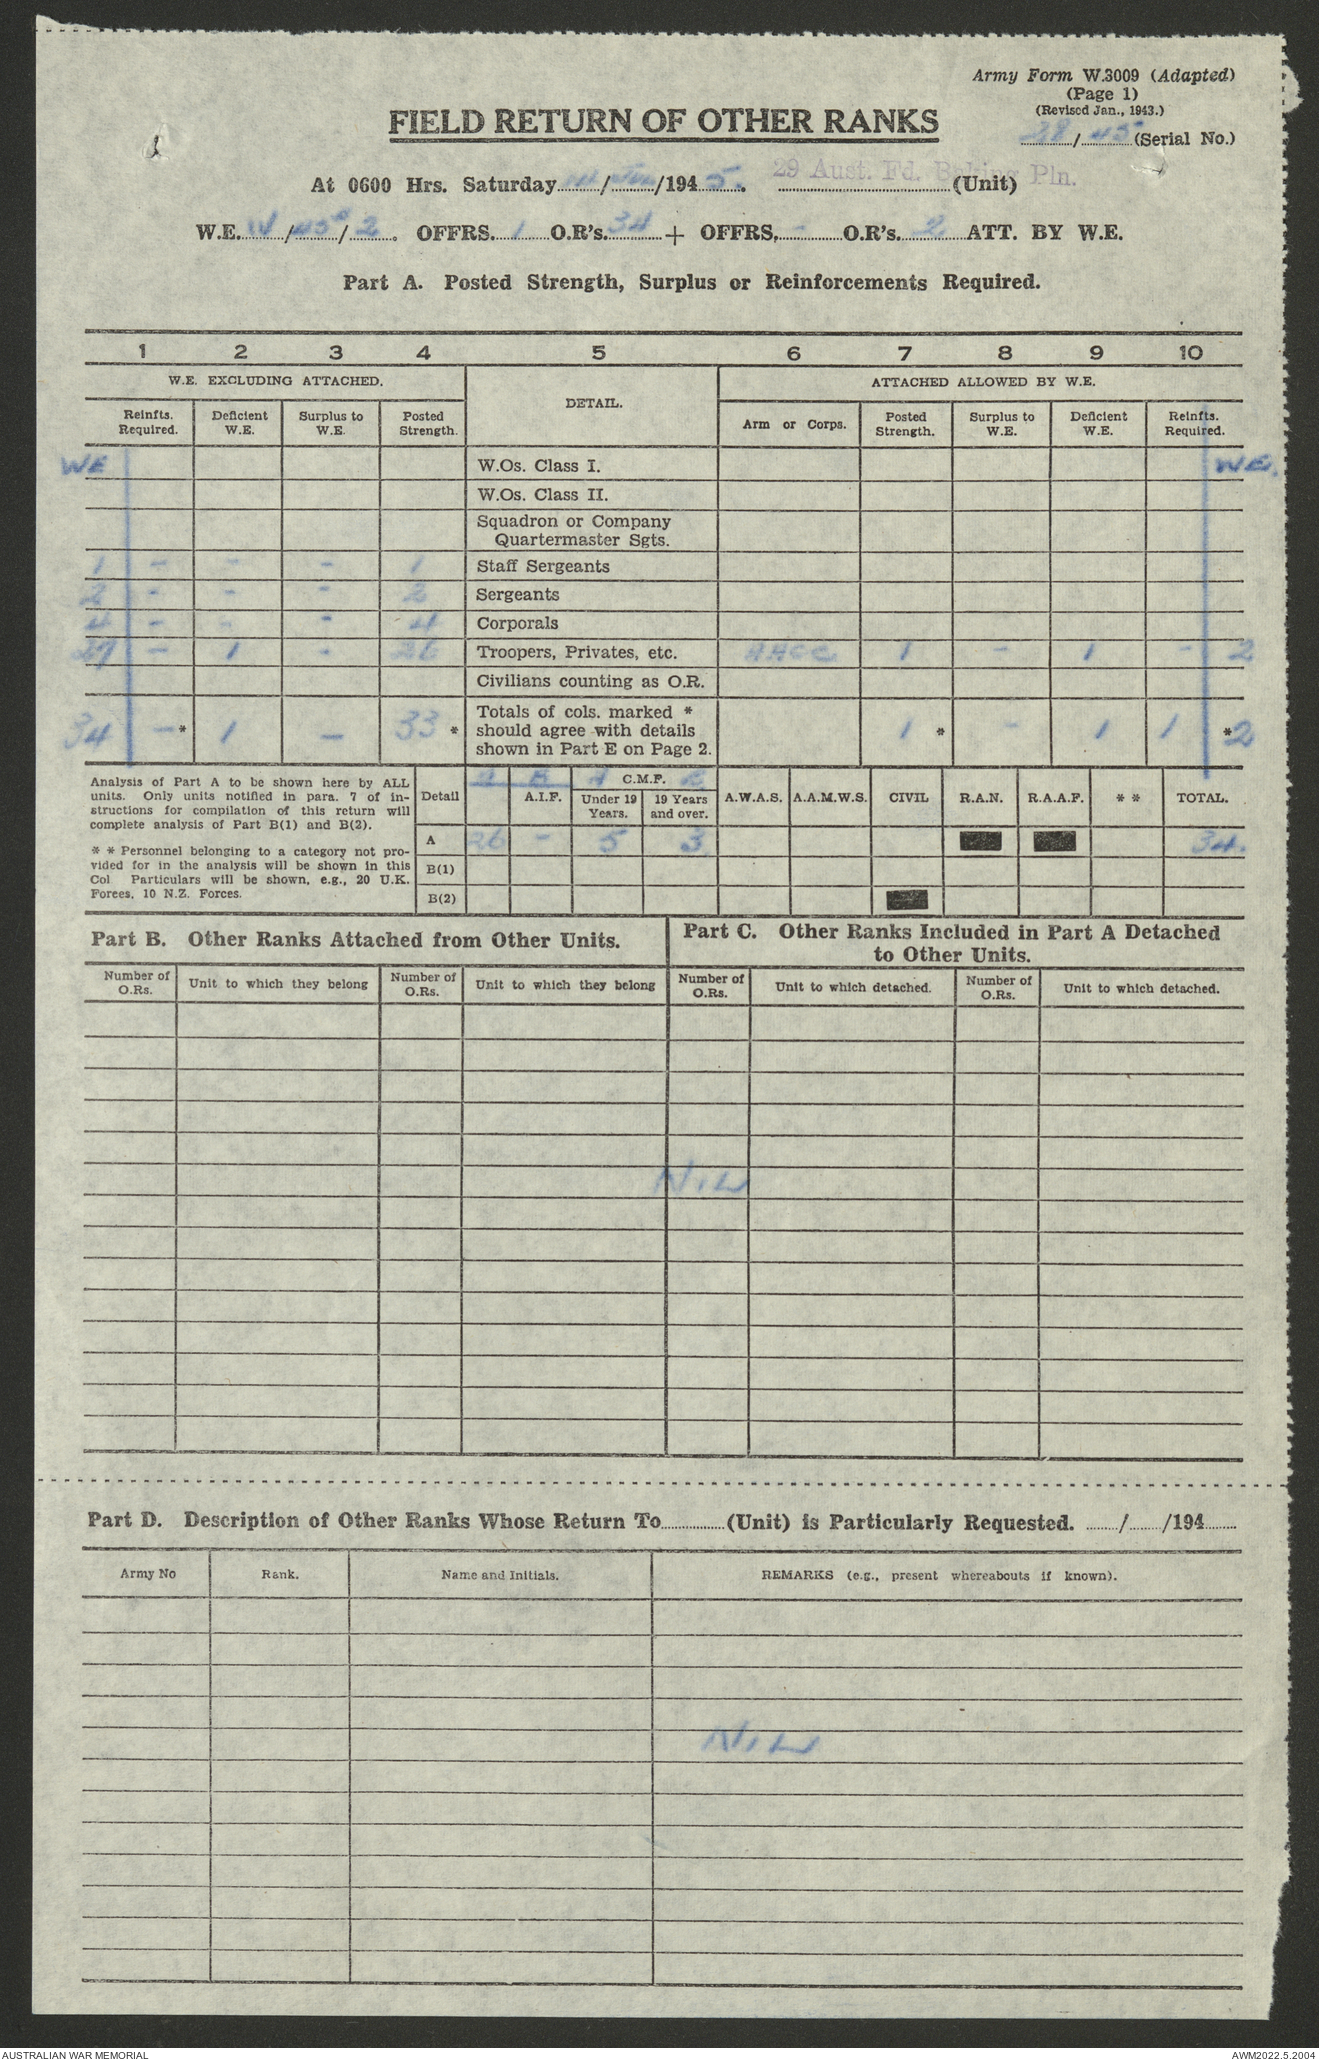 Army Form W.3009 (Adapted)
(Page 1)
(Revised Jan., 1943.)
28/45 (Serial No.)
FIELD RETURN OF OTHER RANKS
At 0600 Hrs. Saturday / /1945. 29 Aust. Fd. Baking Pln. (Unit)
W.E. IV/ /2. OFFRS. 1 O.R's. 34 + OFFRS. - O.R's. 2 ATT. BY W.E.
Part A. Posted Strength, Surplus or Reinforcements Required.
1 2 3 4 5 6 7 8 9 10
W.E. EXCLUDING ATTACHED. DETAIL. ATTACHED ALLOWED BY W.E.
Reinfts. Required. Deficient W.E. Surplus to W.E. Posted Strength. Arm or Corps. Posted Strength. Surplus to W.E. Deficient W.E. Reinfts. Required.
WE W.Os. Class I. WE.
W.Os. Class II.
Squadron or Company
Quartermaster Sgts.
1 - - - 1 Staff Sergeants
2 - - - 2 Sergeants
4 - - - 4 Corporals
27 - 1 - 26 Troopers, Privates, etc. AACC 1 - 1 - 2
Civilians counting as O.R.
Totals of cols. marked *
34 - * 1 - 33 * should agree with details 1 * - 1 1 * 2
shown in Part E on Page 2.
Analysis of Part A to be shown here by ALL
units. Only units notified in para. 7 of in-
structions for compilation of this return will
complete analysis of Part B(1) and B(2).
* * Personnel belonging to a category not pro-
vided for in the analysis will be shown in this
Col Particulars will be shown, e.g., 20 U.K.
Forces, 10 N.Z. Forces.
B A C.M.F. B
Detail A.I.F. Under 19 Years. 19 Years and over. A.W.A.S. A.A.M.W.S. CIVIL R.A.N. R.A.A.F. * * TOTAL.
A 26 - 5 3 34.
B(1)
B(2)
Part B. Other Ranks Attached from Other Units.
Part C. Other Ranks Included in Part A Detached
to Other Units.
Number of O.Rs. Unit to which they belong Number of O.Rs. Unit to which they belong Number of O.Rs. Unit to which detached. Number of O.Rs. Unit to which detached.
NIL
Part D. Description of Other Ranks Whose Return To (Unit) is Particularly Requested. / /194
Army No Rank. Name and Initials. REMARKS (e.g., present whereabouts if known).
NIL
AUSTRALIAN WAR MEMORIAL AWM2022.5.2004